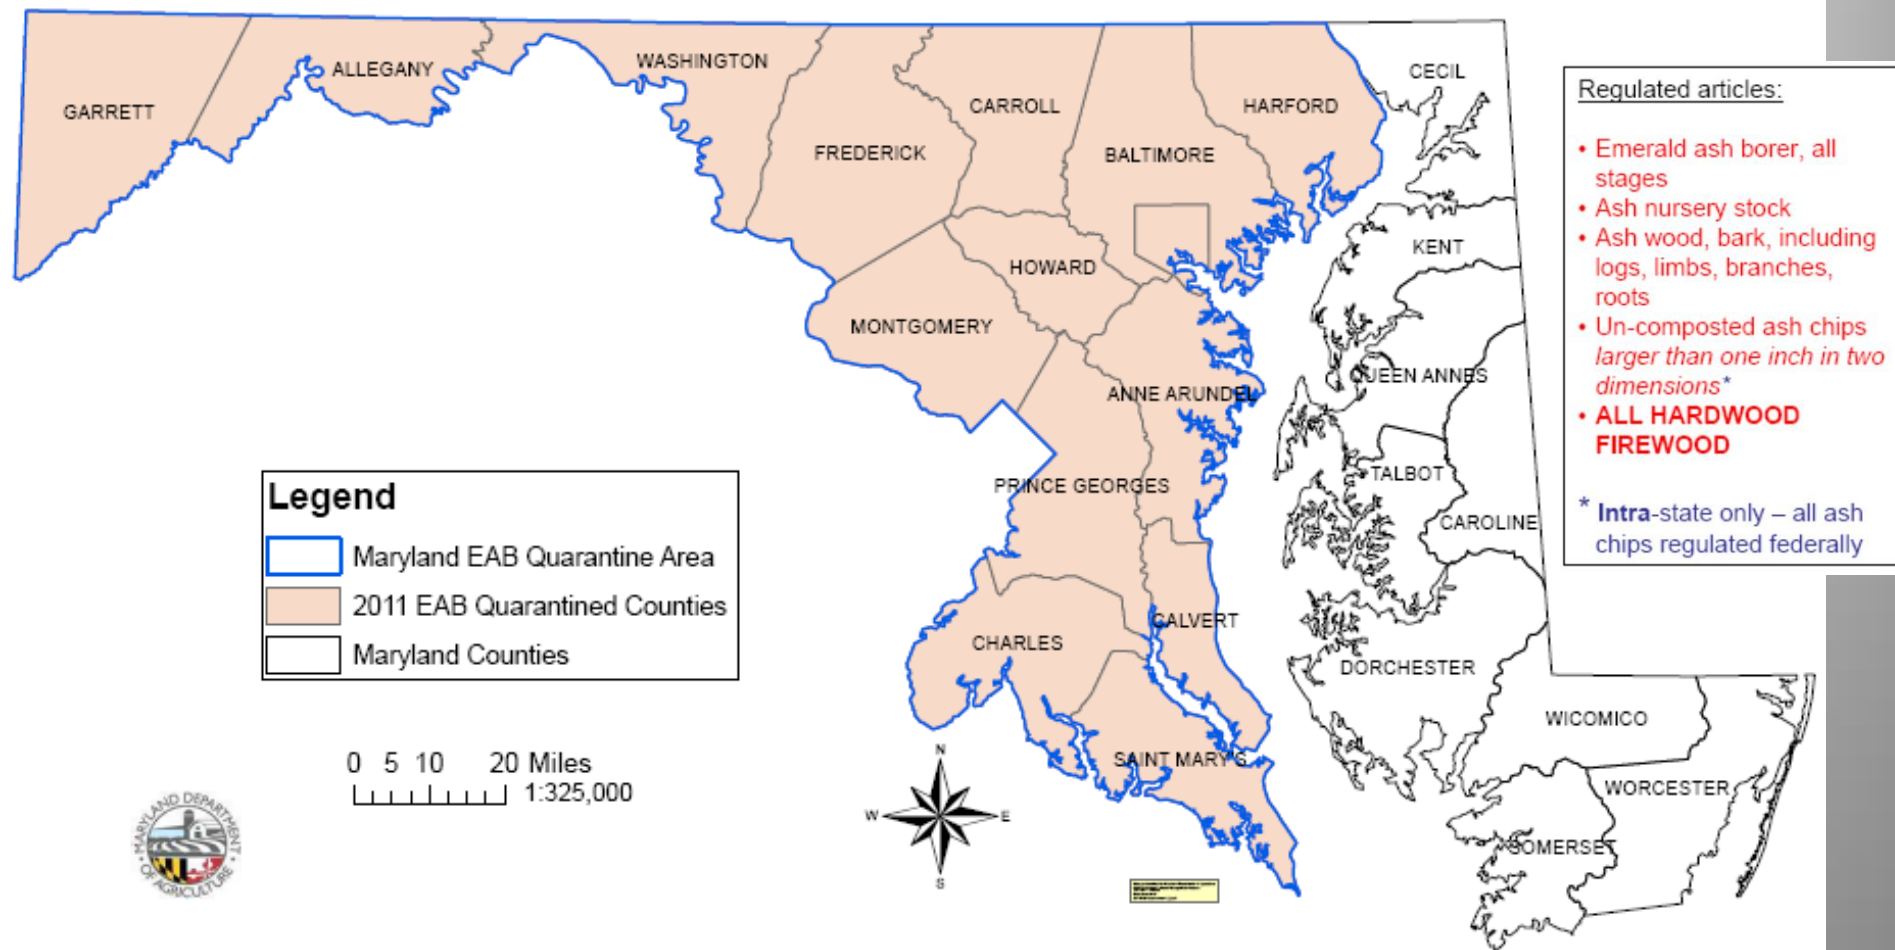 GARRETT
ALLEGANY
WASHINGTON
FREDERICK
CARROLL
BALTIMORE
HARFORD
CECIL
KENT
HOWARD
MONTGOMERY
QUEEN ANNES
ANNE ARUNDEL
TALBOT
PRINCE GEORGES
CAROLINE
CALVERT
CHARLES
DORCHESTER
WICOMICO
SAINT MARY'S
WORCESTER
SOMERSET
Regulated articles:
• Emerald ash borer, all
stages
• Ash nursery stock
• Ash wood, bark, including
logs, limbs, branches,
roots
• Un-composted ash chips
larger than one inch in two
dimensions*
• ALL HARDWOOD
FIREWOOD
* Intra-state only – all ash
chips regulated federally
Legend
Maryland EAB Quarantine Area
2011 EAB Quarantined Counties
Maryland Counties
0 5 10 20 Miles
1:325,000
N
W E
S
MARYLAND DEPARTMENT
OF AGRICULTURE